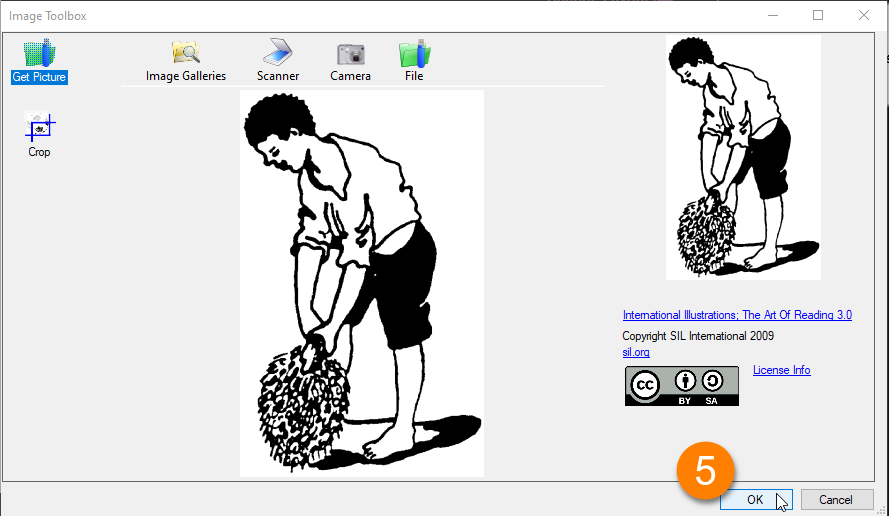 Image Toolbox
Get Picture
Image Galleries
Scanner
Camera
File
Crop
International Illustrations; The Art Of Reading 3.0
Copyright SIL International 2009
sil.org
License Info
cc
BY SA
5
OK
Cancel